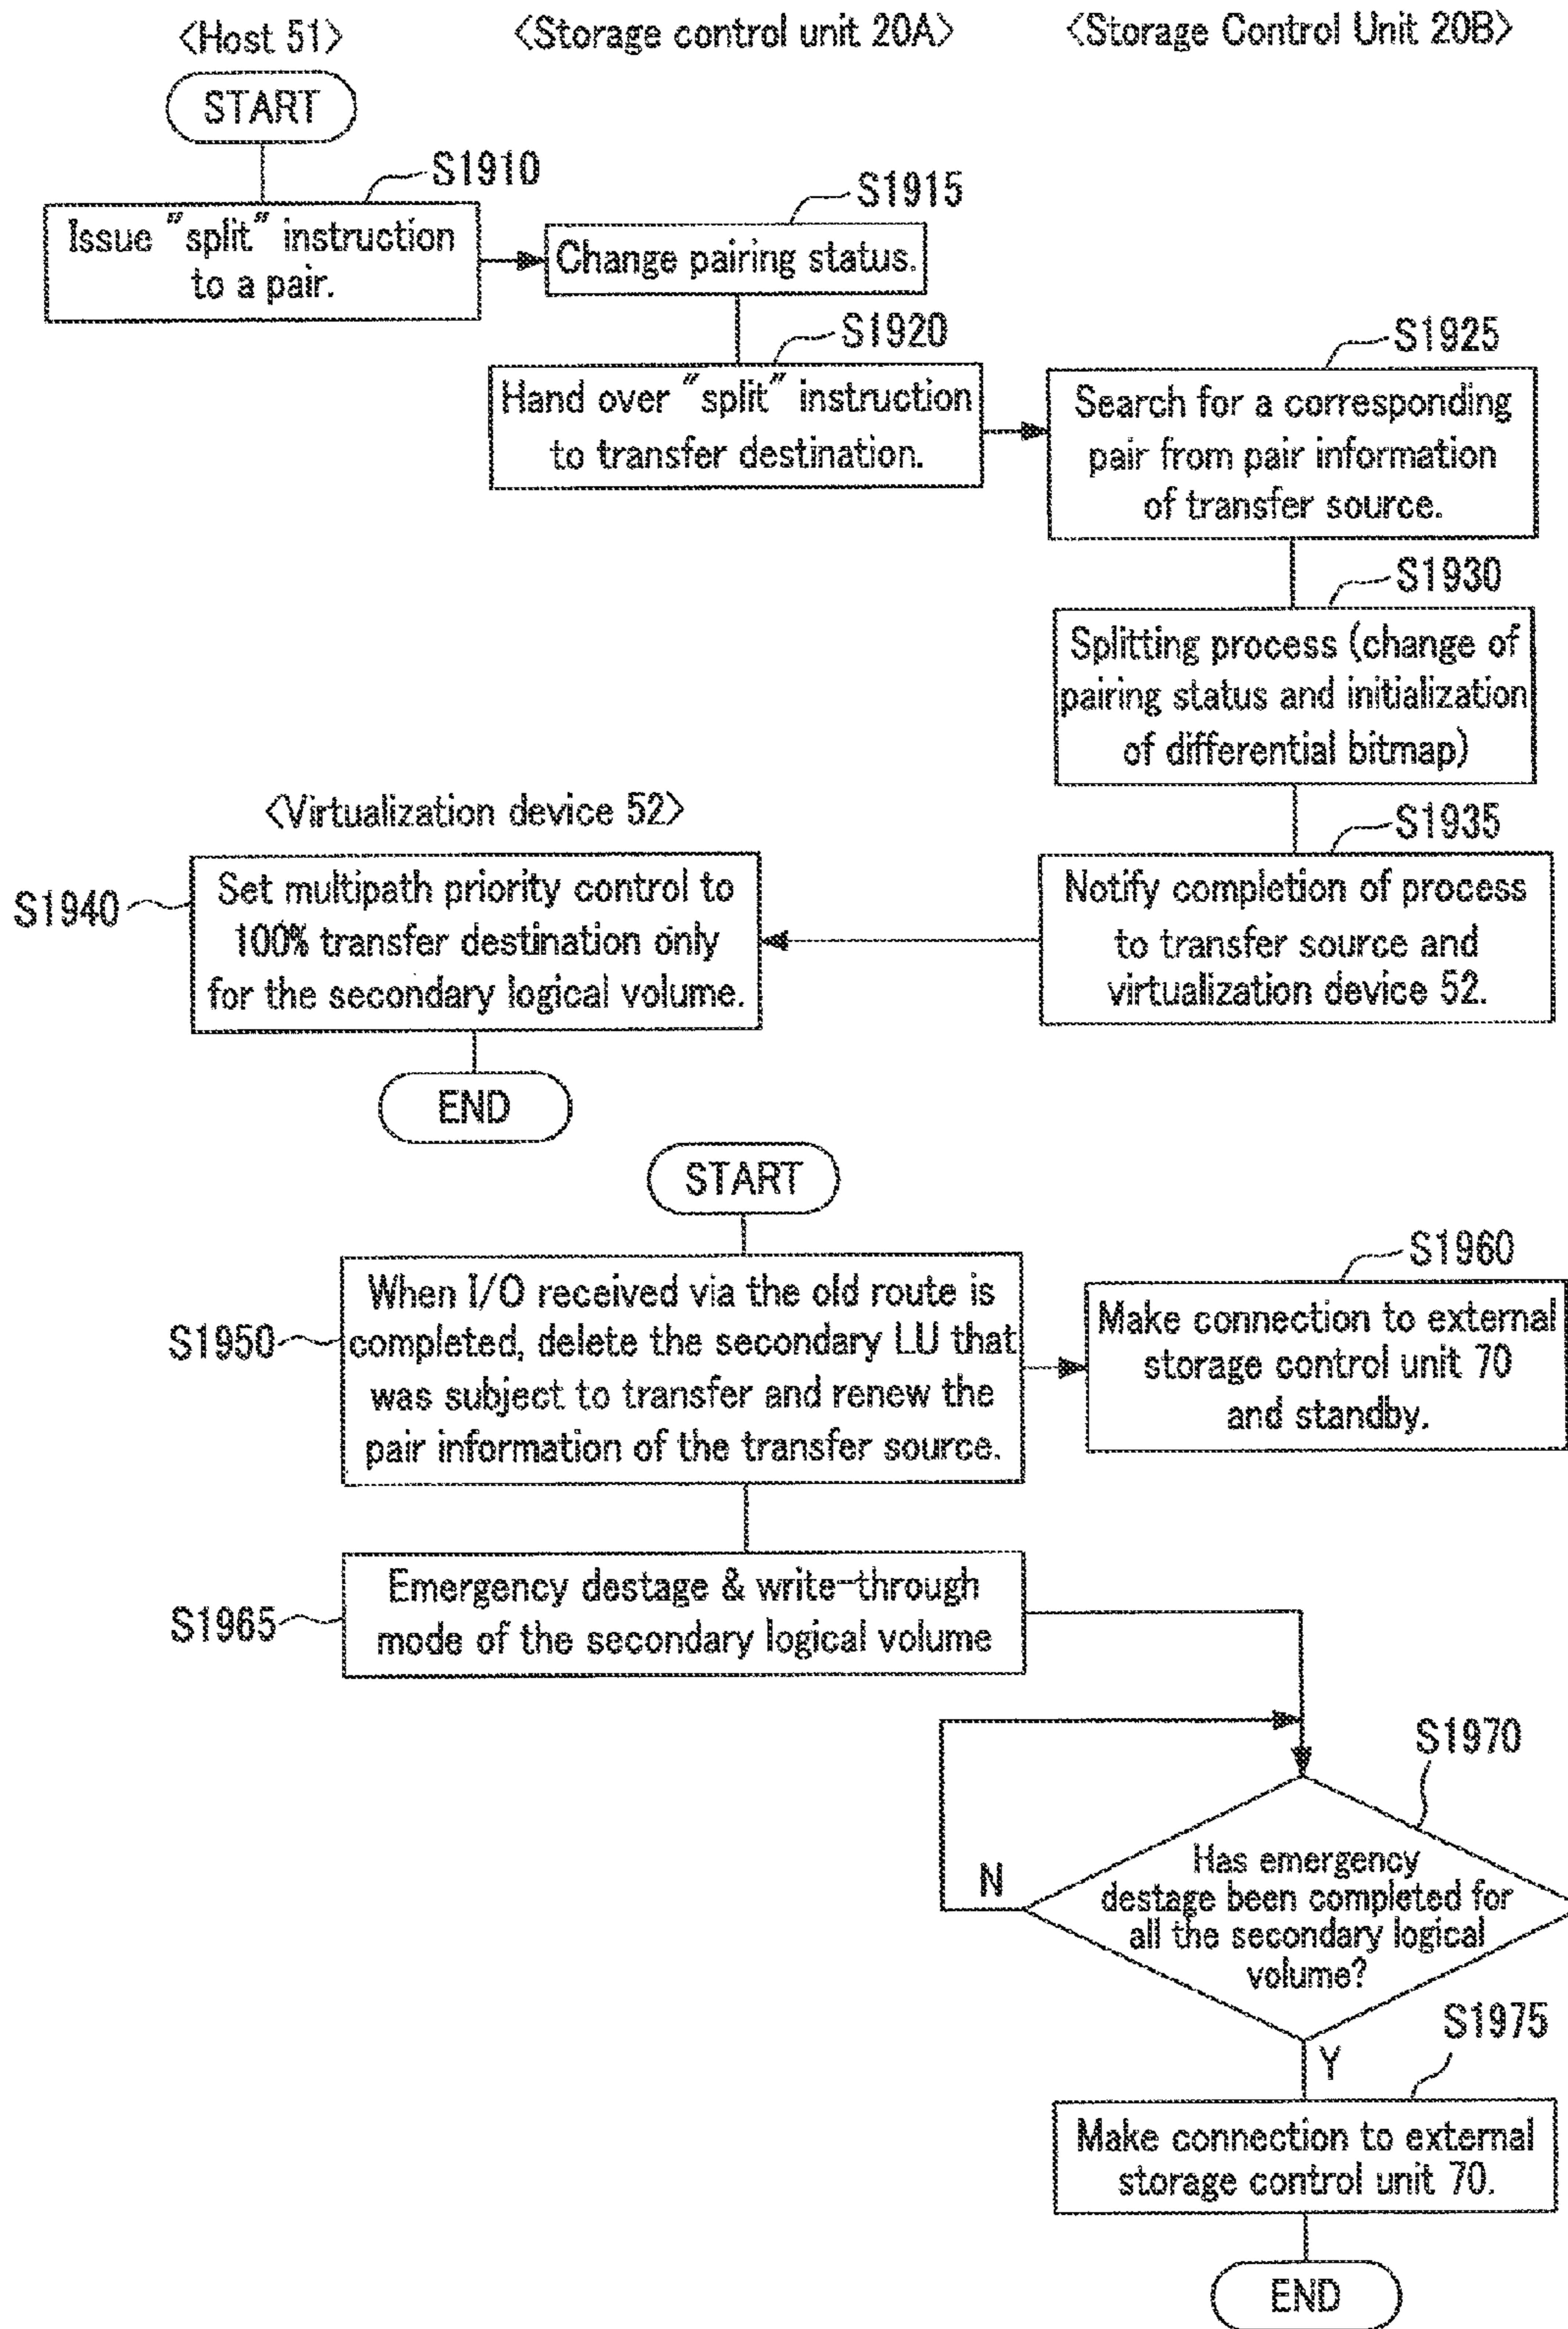 <Host 51>
<Storage control unit 20A>
<Storage Control Unit 20B>
START
S1910
Issue "split" instruction
to a pair.
S1915
Change pairing status.
S1920
Hand over "split" instruction
to transfer destination.
S1925
Search for a corresponding
pair from pair information
of transfer source.
S1930
Splitting process (change of
pairing status and initialization
of differential bitmap)
S1935
Notify completion of process
to transfer source and
virtualization device 52.
<Virtualization device 52>
S1940
Set multipath priority control to
100% transfer destination only
for the secondary logical volume.
END
START
S1950
When I/O received via the old route is
completed, delete the secondary LU that
was subject to transfer and renew the
pair information of the transfer source.
S1960
Make connection to external
storage control unit 70
and standby.
S1965
Emergency destage & write-through
mode of the secondary logical volume
S1970
Has emergency
destage been completed for
all the secondary logical
volume?
N
Y
S1975
Make connection to external
storage control unit 70.
END